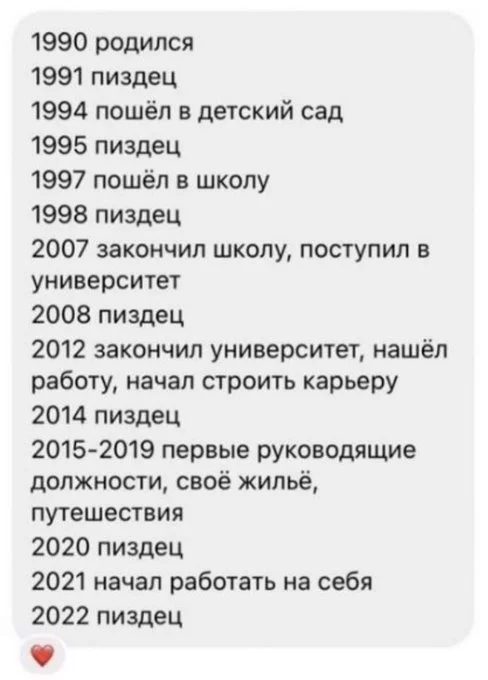 1990 родился
1991 пиздец
1994 пошёл в детский сад
1995 пиздец
1997 пошёл в школу
1998 пиздец
2007 закончил школу, поступил в
университет
2008 пиздец
2012 закончил университет, нашёл
работу, начал строить карьеру
2014 пиздец
2015-2019 первые руководящие
должности, своё жильё,
путешествия
2020 пиздец
2021 начал работать на себя
2022 пиздец